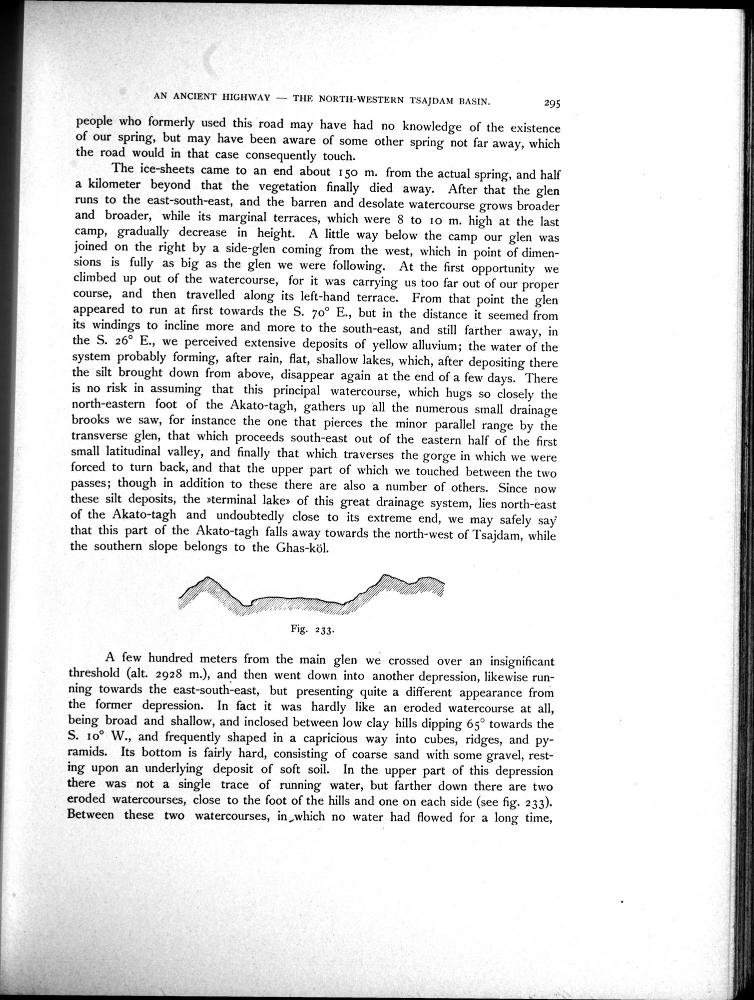 AN ANCIENT HIGHWAY — THE NORTH-WESTERN TSAJDAM BASIN. 295
people who formerly used this road may have had no knowledge of the existence
of our spring, but may have been aware of some other spring not far away, which
the road would in that case consequently touch.
The ice-sheets came to an end about 150 m. from the actual spring, and half
a kilometer beyond that the vegetation finally died away. After that the glen
runs to the east-south-east, and the barren and desolate watercourse grows broader
and broader, while its marginal terraces, which were 8 to 10 m. high at the last
camp, gradually decrease in height. A little way below the camp our glen was
joined on the right by a side-glen coming from the west, which in point of dimen-
sions is fully as big as the glen we were following. At the first opportunity we
climbed up out of the watercourse, for it was carrying us too far out of our proper
course, and then travelled along its left-hand terrace. From that point the glen
appeared to run at first towards the S. 70° E., but in the distance it seemed from
its windings to incline more and more to the south-east, and still farther away, in
the S. 26° E., we perceived extensive deposits of yellow alluvium; the water of the
system probably forming, after rain, flat, shallow lakes, which, after depositing there
the silt brought down from above, disappear again at the end of a few days. There
is no risk in assuming that this principal watercourse, which hugs so closely the
north-eastern foot of the Akato-tagh, gathers up all the numerous small drainage
brooks we saw, for instance the one that pierces the minor parallel range by the
transverse glen, that which proceeds south-east out of the eastern half of the first
small latitudinal valley, and finally that which traverses the gorge in which we were
forced to turn back, and that the upper part of which we touched between the two
passes; though in addition to these there are also a number of others. Since now
these silt deposits, the »terminal lake» of this great drainage system, lies north-east
of the Akato-tagh and undoubtedly close to its extreme end, we may safely say
that this part of the Akato-tagh falls away towards the north-west of Tsajdam, while
the southern slope belongs to the Ghas-köl.
Fig. 233.
A few hundred meters from the main glen we crossed over an insignificant
threshold (alt. 2928 m.), and then went down into another depression, likewise run-
ning towards the east-south-east, but presenting quite a different appearance from
the former depression. In fact it was hardly like an eroded watercourse at all,
being broad and shallow, and inclosed between low clay hills dipping 65° towards the
S. 10° W., and frequently shaped in a capricious way into cubes, ridges, and py-
ramids. Its bottom is fairly hard, consisting of coarse sand with some gravel, rest-
ing upon an underlying deposit of soft soil. In the upper part of this depression
there was not a single trace of running water, but farther down there are two
eroded watercourses, close to the foot of the hills and one on each side (see fig. 233).
Between these two watercourses, in which no water had flowed for a long time,